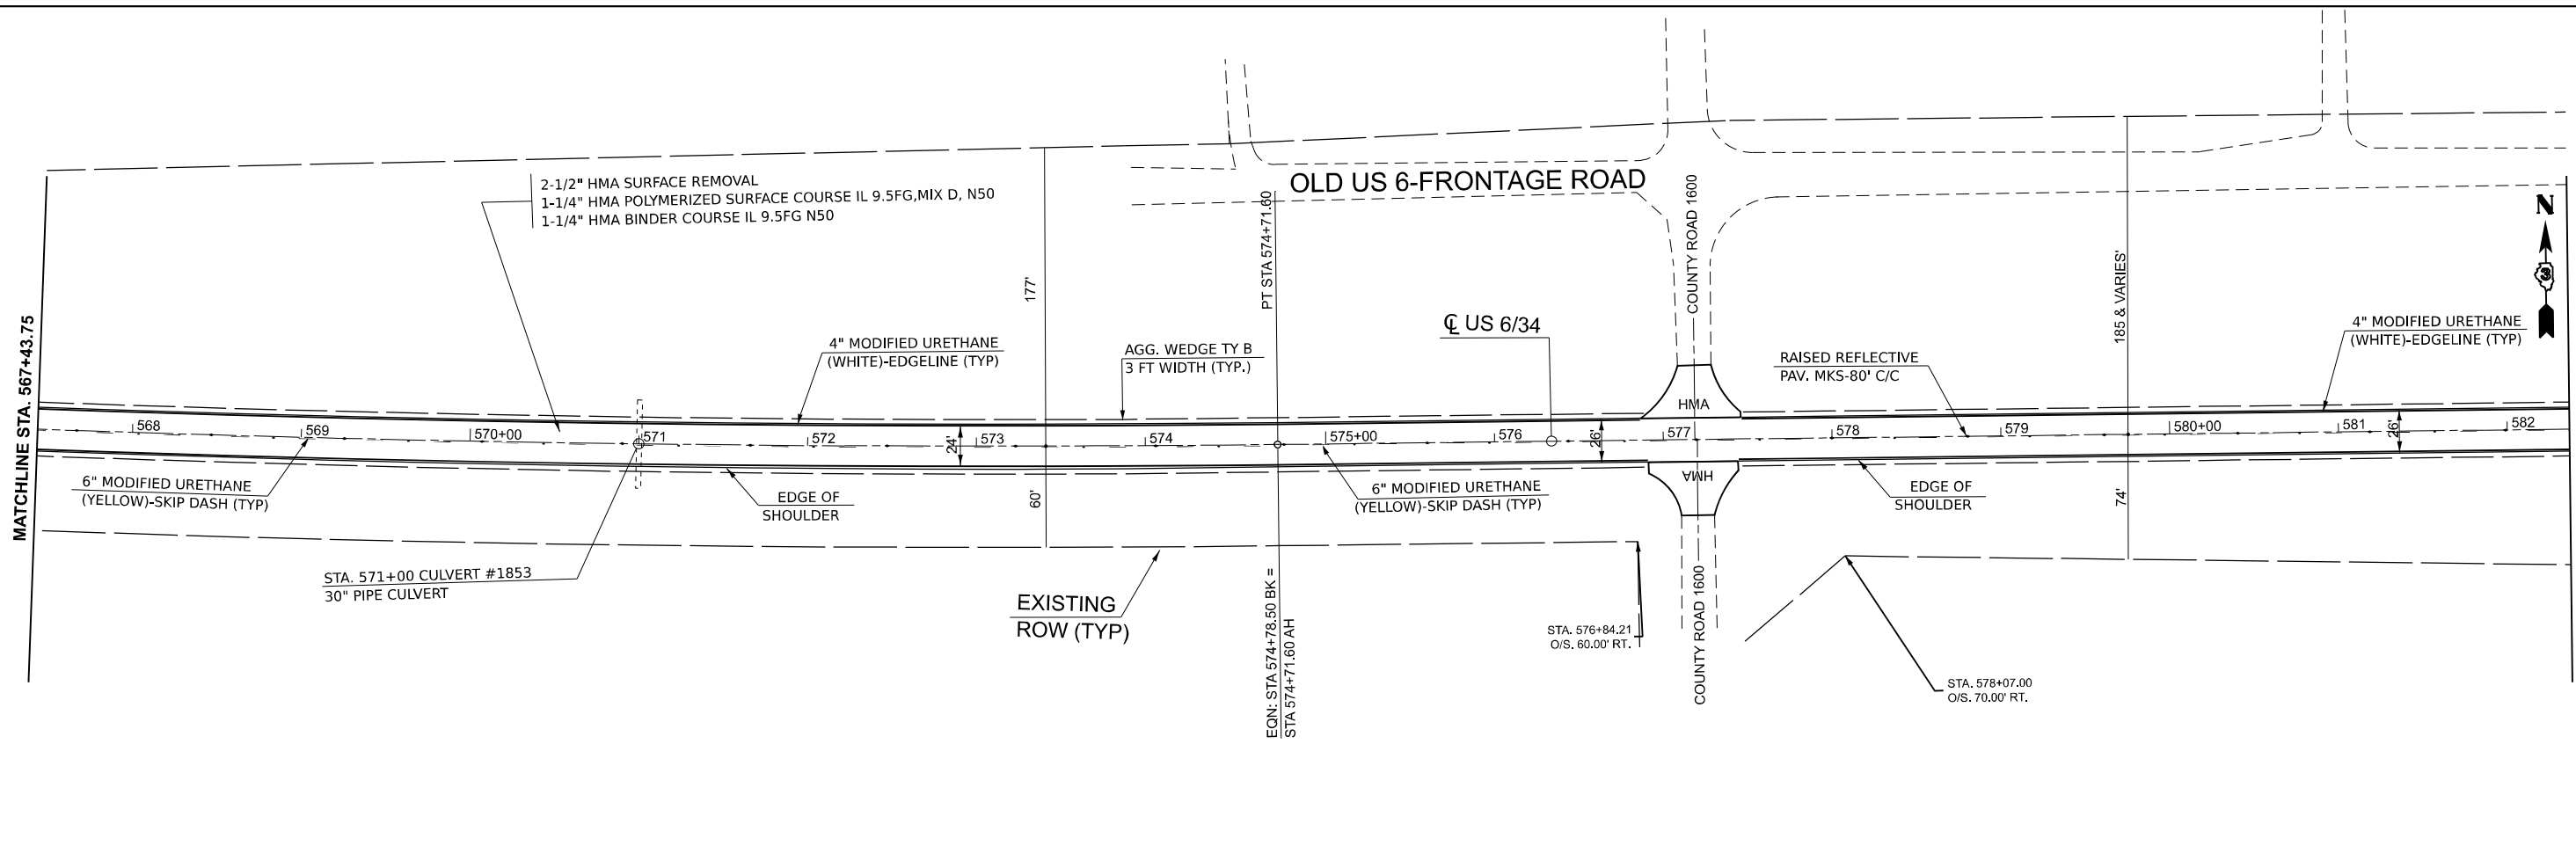 OLD US 6-FRONTAGE ROAD
2-1/2" HMA SURFACE REMOVAL
1-1/4" HMA POLYMERIZED SURFACE COURSE IL 9.5FG,MIX D, N50
1-1/4" HMA BINDER COURSE IL 9.5FG N50
MATCHLINE STA. 567+43.75
177'
PT STA 574+71.60
COUNTY ROAD 1600
185 & VARIES'
N
3
4" MODIFIED URETHANE
(WHITE)-EDGELINE (TYP)
AGG. WEDGE TY B
3 FT WIDTH (TYP.)
℄ US 6/34
RAISED REFLECTIVE
PAV. MKS-80' C/C
4" MODIFIED URETHANE
(WHITE)-EDGELINE (TYP)
HMA
568
569
570+00
571
572
24'
573
574
575+00
576
26'
577
578
579
580+00
581
26'
582
HMA
6" MODIFIED URETHANE
(YELLOW)-SKIP DASH (TYP)
EDGE OF
SHOULDER
60'
6" MODIFIED URETHANE
(YELLOW)-SKIP DASH (TYP)
EDGE OF
SHOULDER
74'
STA. 571+00 CULVERT #1853
30" PIPE CULVERT
EXISTING
ROW (TYP)
EQN: STA 574+78.50 BK =
STA 574+71.60 AH
STA. 576+84.21
O/S. 60.00' RT.
COUNTY ROAD 1600
STA. 578+07.00
O/S. 70.00' RT.